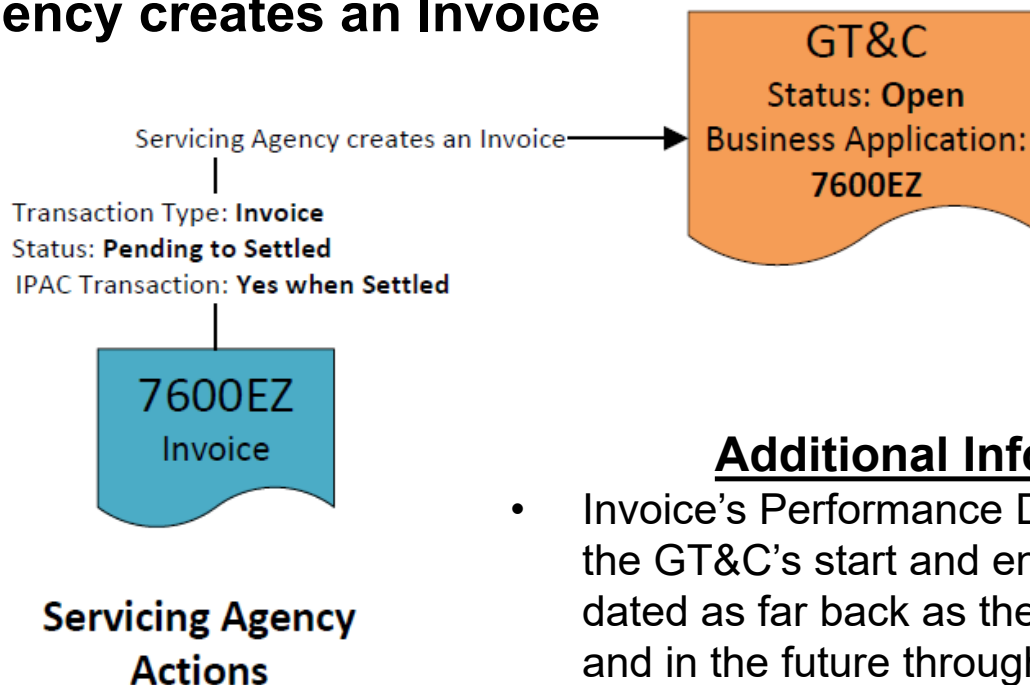 ency creates an Invoice
GT&C
Status: Open
Business Application:
7600EZ
Servicing Agency creates an Invoice
Transaction Type: Invoice
Status: Pending to Settled
IPAC Transaction: Yes when Settled
7600EZ
Invoice
Servicing Agency
Actions
Additional Info
• Invoice’s Performance D
the GT&C’s start and en
dated as far back as the
and in the future through